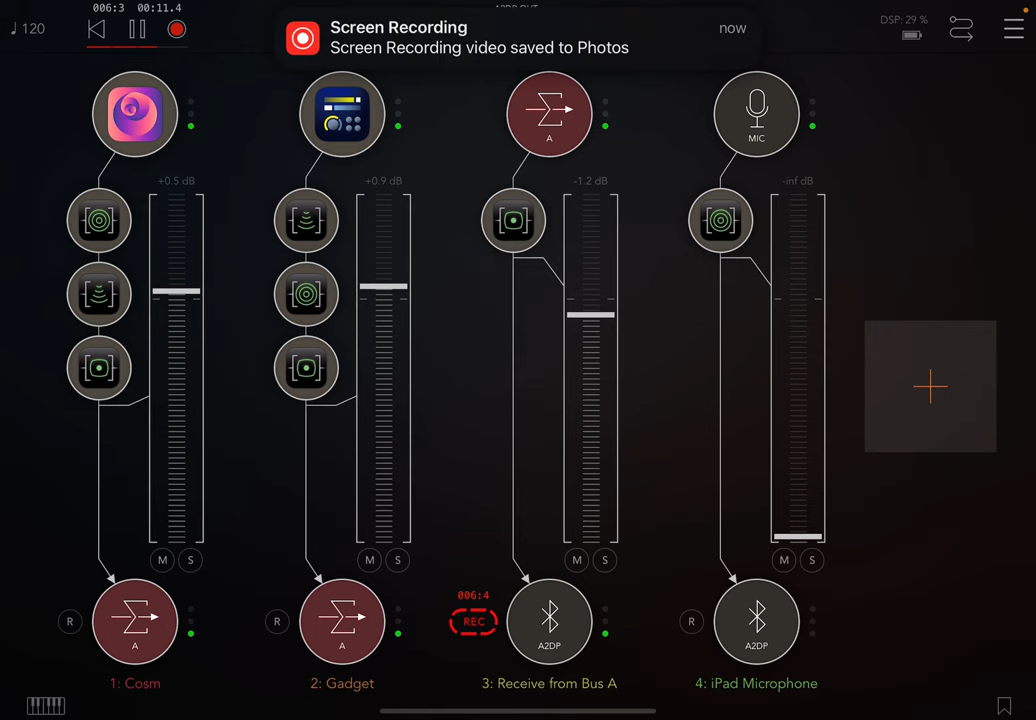 006:3 00:11.4
♩ 120
Screen Recording
now
Screen Recording video saved to Photos
DSP: 29 %
A
MIC
+0.5 dB
+0.9 dB
-1.2 dB
-inf dB
M S
M S
M S
M S
006:4
R
A
R
A
REC
A2DP
R
A2DP
1: Cosm
2: Gadget
3: Receive from Bus A
4: iPad Microphone